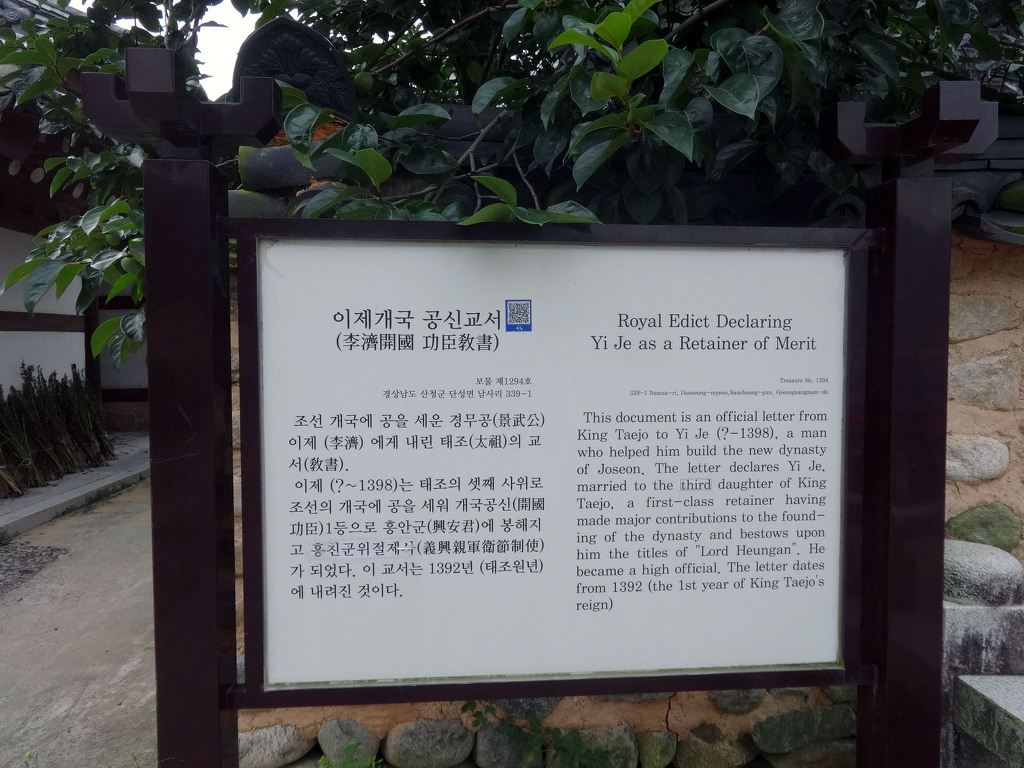 이제개국 공신교서
(李濟開國 功臣敎書)
보물 제1294호
경상남도 산청군 단성면 남사리 339-1
조선 개국에 공을 세운 경무공(景武公)
이제 (李濟) 에게 내린 태조(太祖)의 교
서(敎書).
이제 (?~1398)는 태조의 셋째 사위로
조선의 개국에 공을 세워 개국공신(開國
功臣)1등으로 흥안군(興安君)에 봉해지
고 흥친군위절제사(義興親軍衛節制使)
가 되었다. 이 교서는 1392년 (태조원년)
에 내려진 것이다.
Royal Edict Declaring
Yi Je as a Retainer of Merit
Treasure No. 1294
339-1 Namsa-ri, Danseong-myeon, Sancheong-gun, Gyeongsangnam-do
This document is an official letter from
King Taejo to Yi Je (?-1398), a man
who helped him build the new dynasty
of Joseon. The letter declares Yi Je,
married to the third daughter of King
Taejo, a first-class retainer having
made major contributions to the found-
ing of the dynasty and bestows upon
him the titles of "Lord Heungan". He
became a high official. The letter dates
from 1392 (the 1st year of King Taejo's
reign)